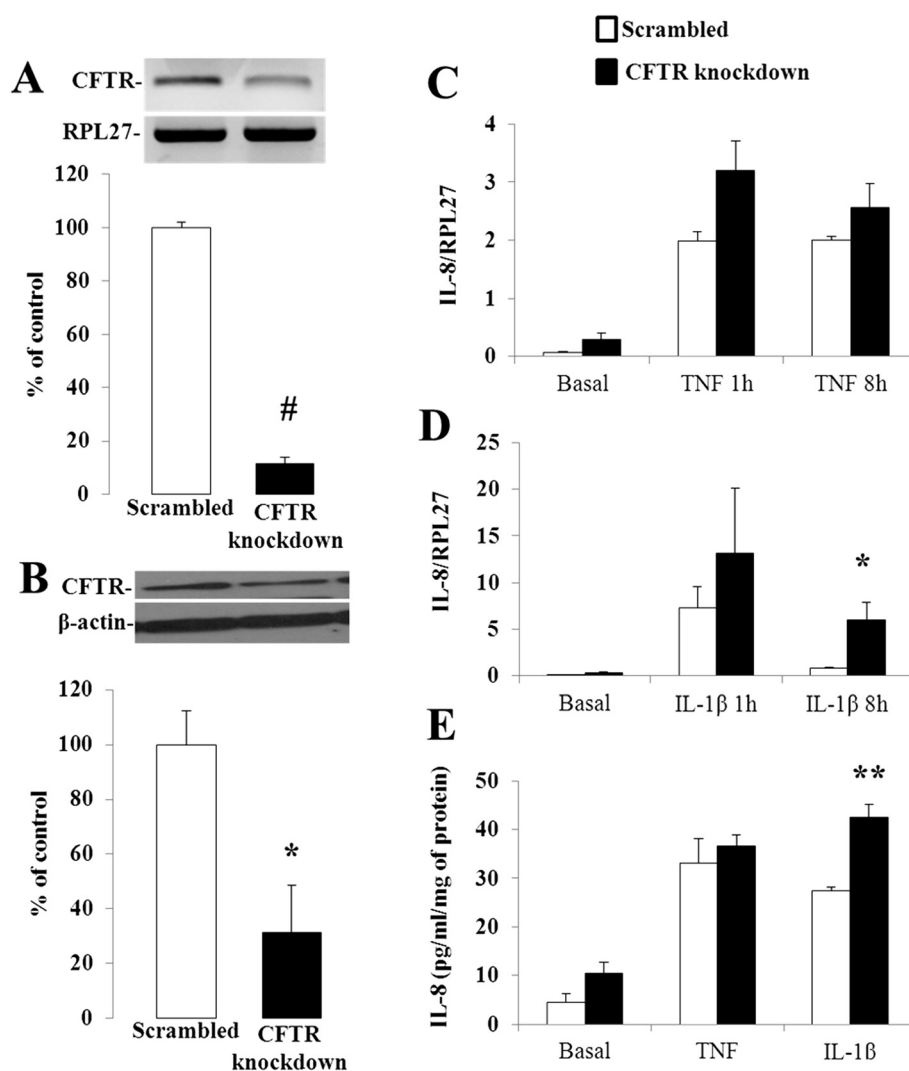 Scrambled
CFTR knockdown
A
CFTR-
RPL27-
120
100
80
60
40
20
0
% of control
#
Scrambled
CFTR
knockdown
B
CFTR-
β-actin-
120
100
80
60
40
20
0
% of control
*
Scrambled
CFTR
knockdown
C
4
3
2
1
0
IL-8/RPL27
Basal
TNF 1h
TNF 8h
D
25
20
15
10
5
0
IL-8/RPL27
*
Basal
IL-1β 1h
IL-1β 8h
E
50
40
30
20
10
0
IL-8 (pg/ml/mg of protein)
**
Basal
TNF
IL-1ß